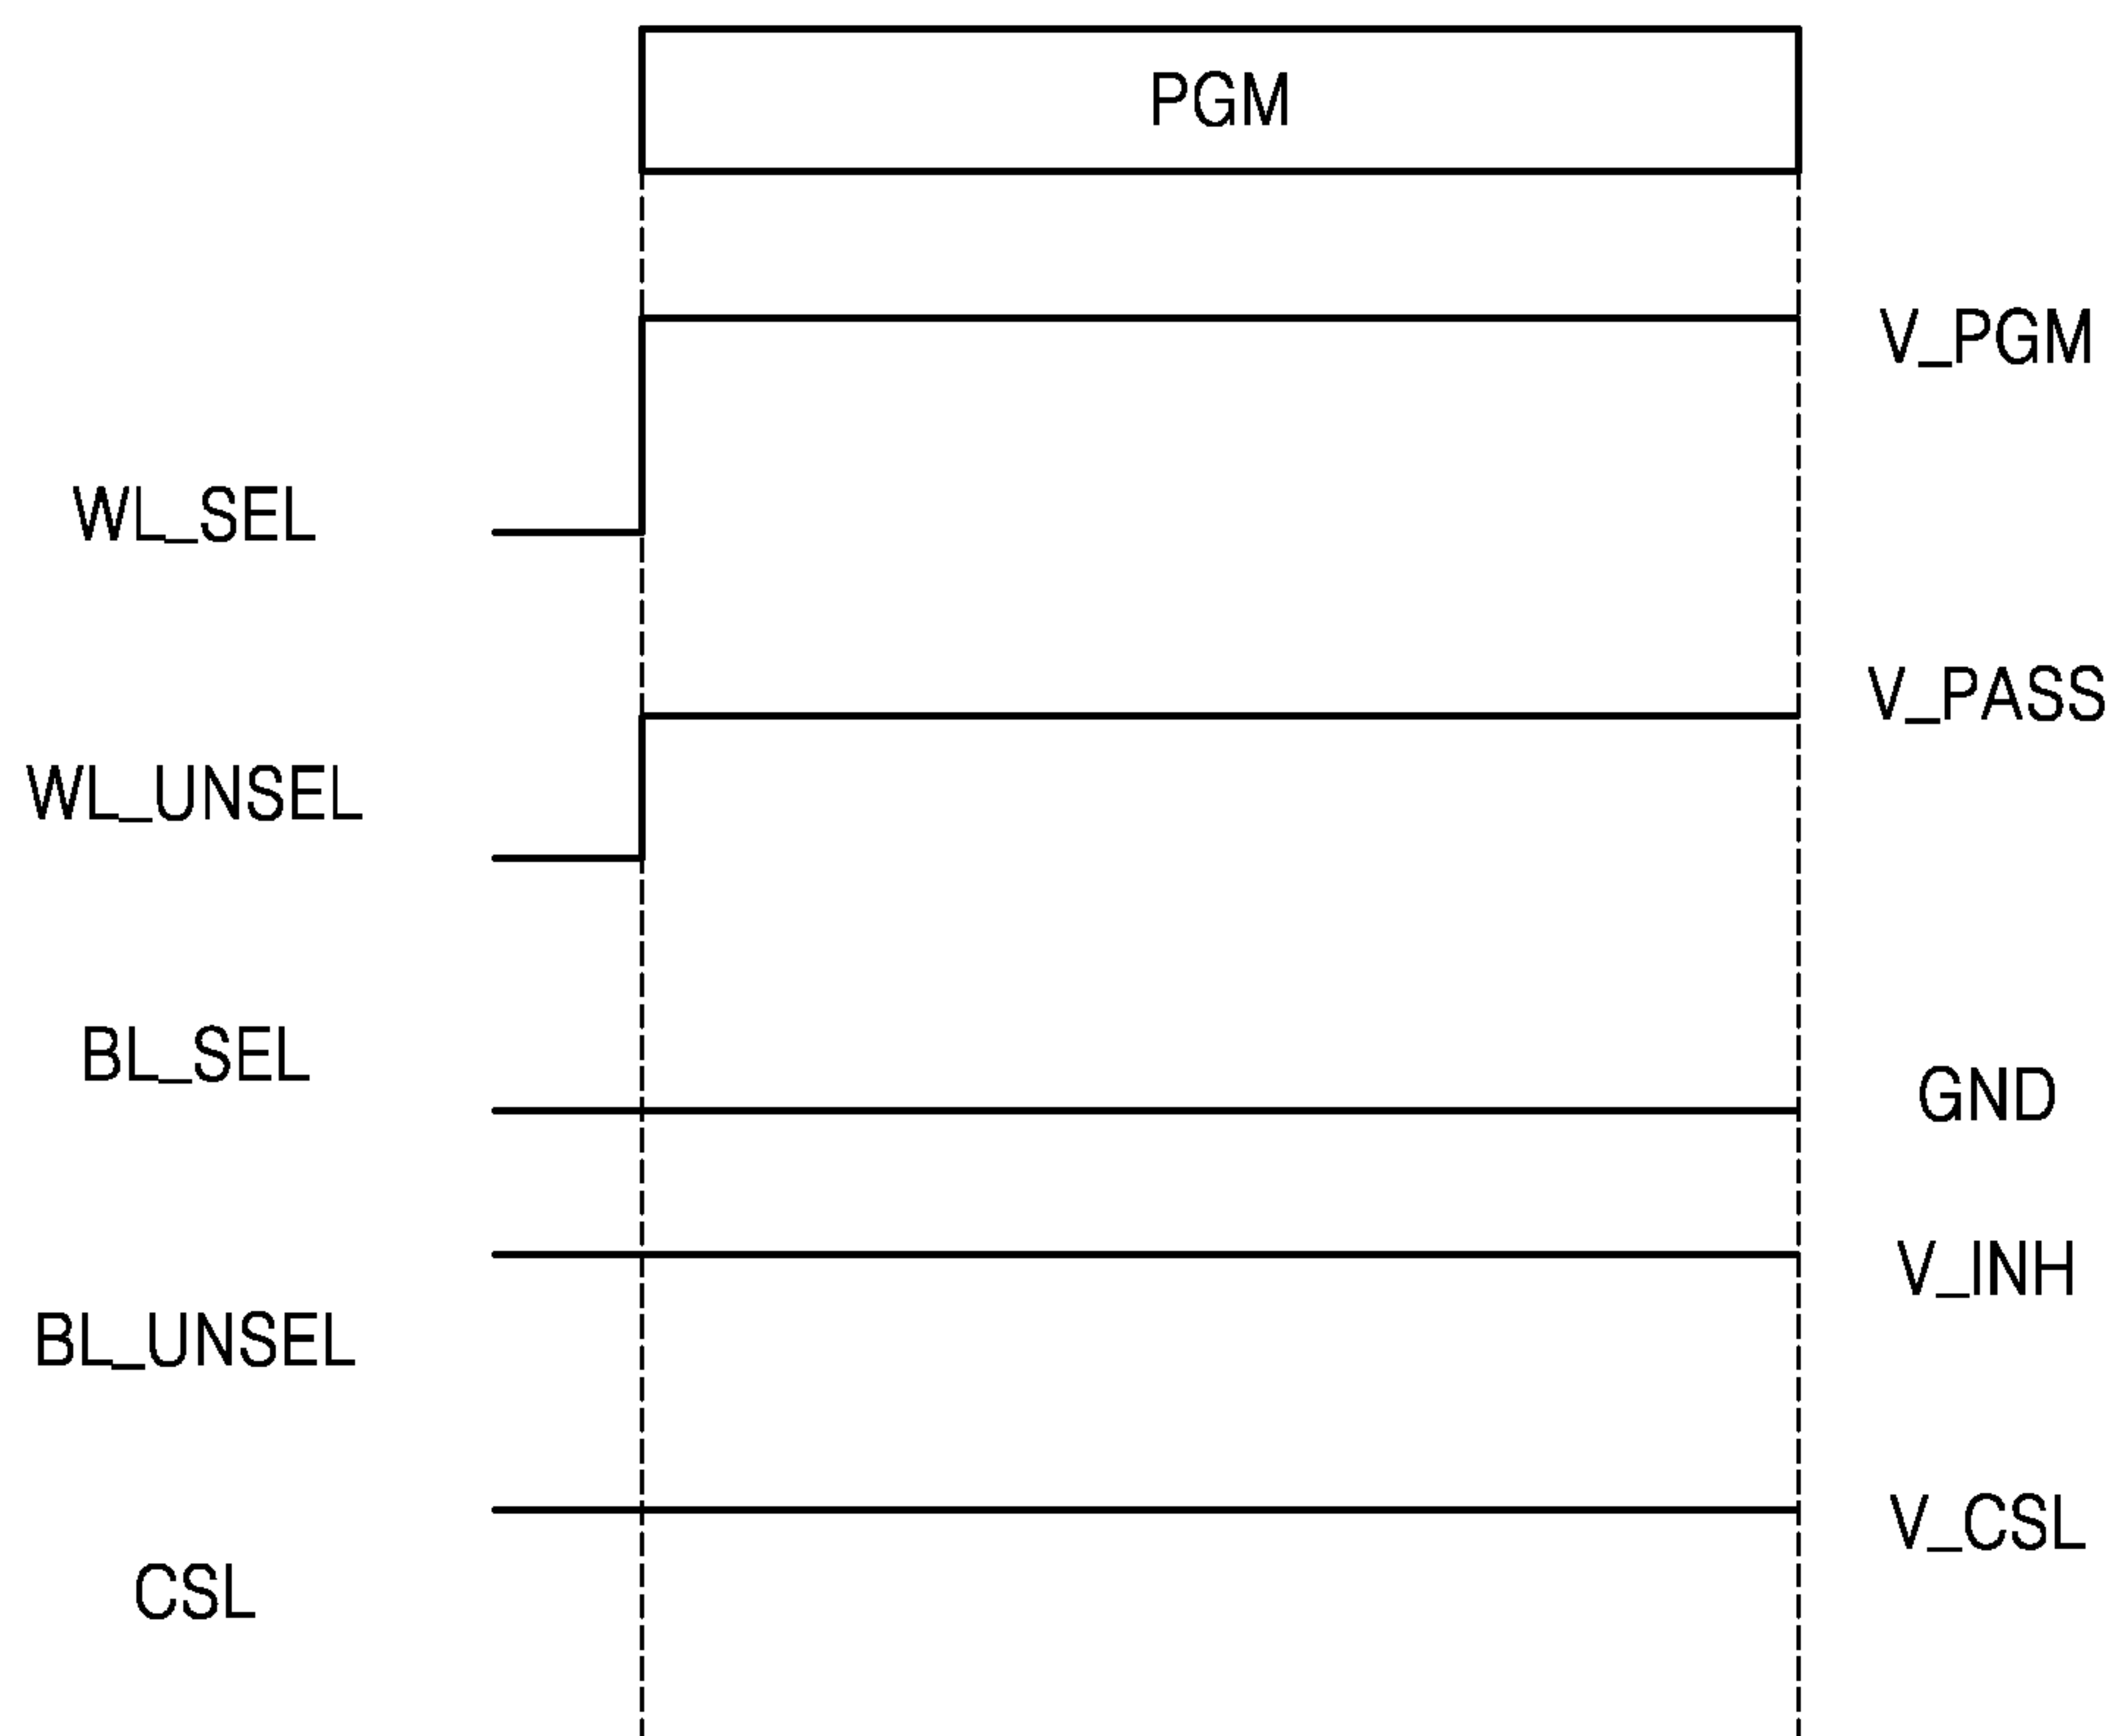 PGM
V_PGM
WL_SEL
V_PASS
WL_UNSEL
BL_SEL
GND
V_INH
BL_UNSEL
V_CSL
CSL